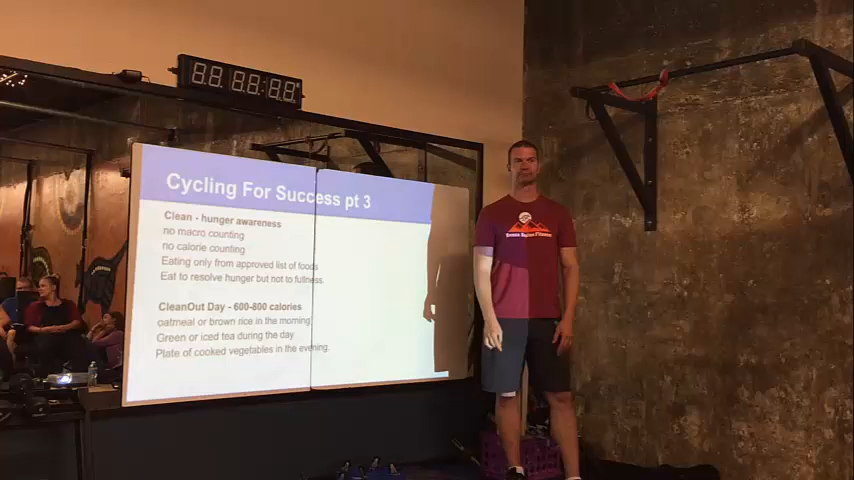 88 88:88
Cycling For Success pt 3
Clean - hunger awareness
no macro counting
no calorie counting
Eating only from approved list of foods
Eat to resolve hunger but not to fullness.
CleanOut Day - 600-800 calories
oatmeal or brown rice in the morning
Green or iced tea during the day
Plate of cooked vegetables in the evening.
Fitness